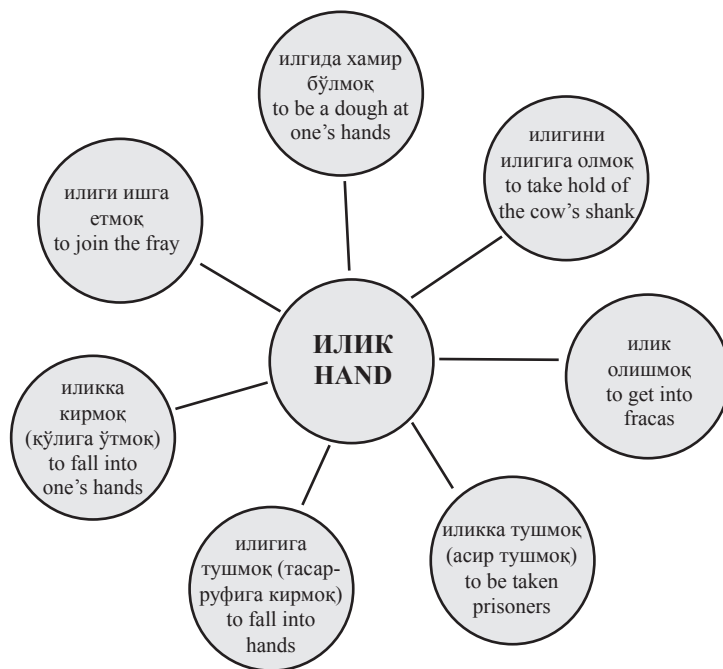 илгида хамир
бўлмоқ
to be a dough at
one’s hands
илигини
илигига олмоқ
to take hold of
the cow’s shank
илиги ишга
етмоқ
to join the fray
ИЛИК
HAND
илик
олишмоқ
to get into
fracas
иликка
кирмоқ
(қўлига ўтмоқ)
to fall into
one’s hands
илигига
тушмоқ (тасар-
руфига кирмоқ)
to fall into
hands
иликка тушмоқ
(асир тушмоқ)
to be taken
prisoners